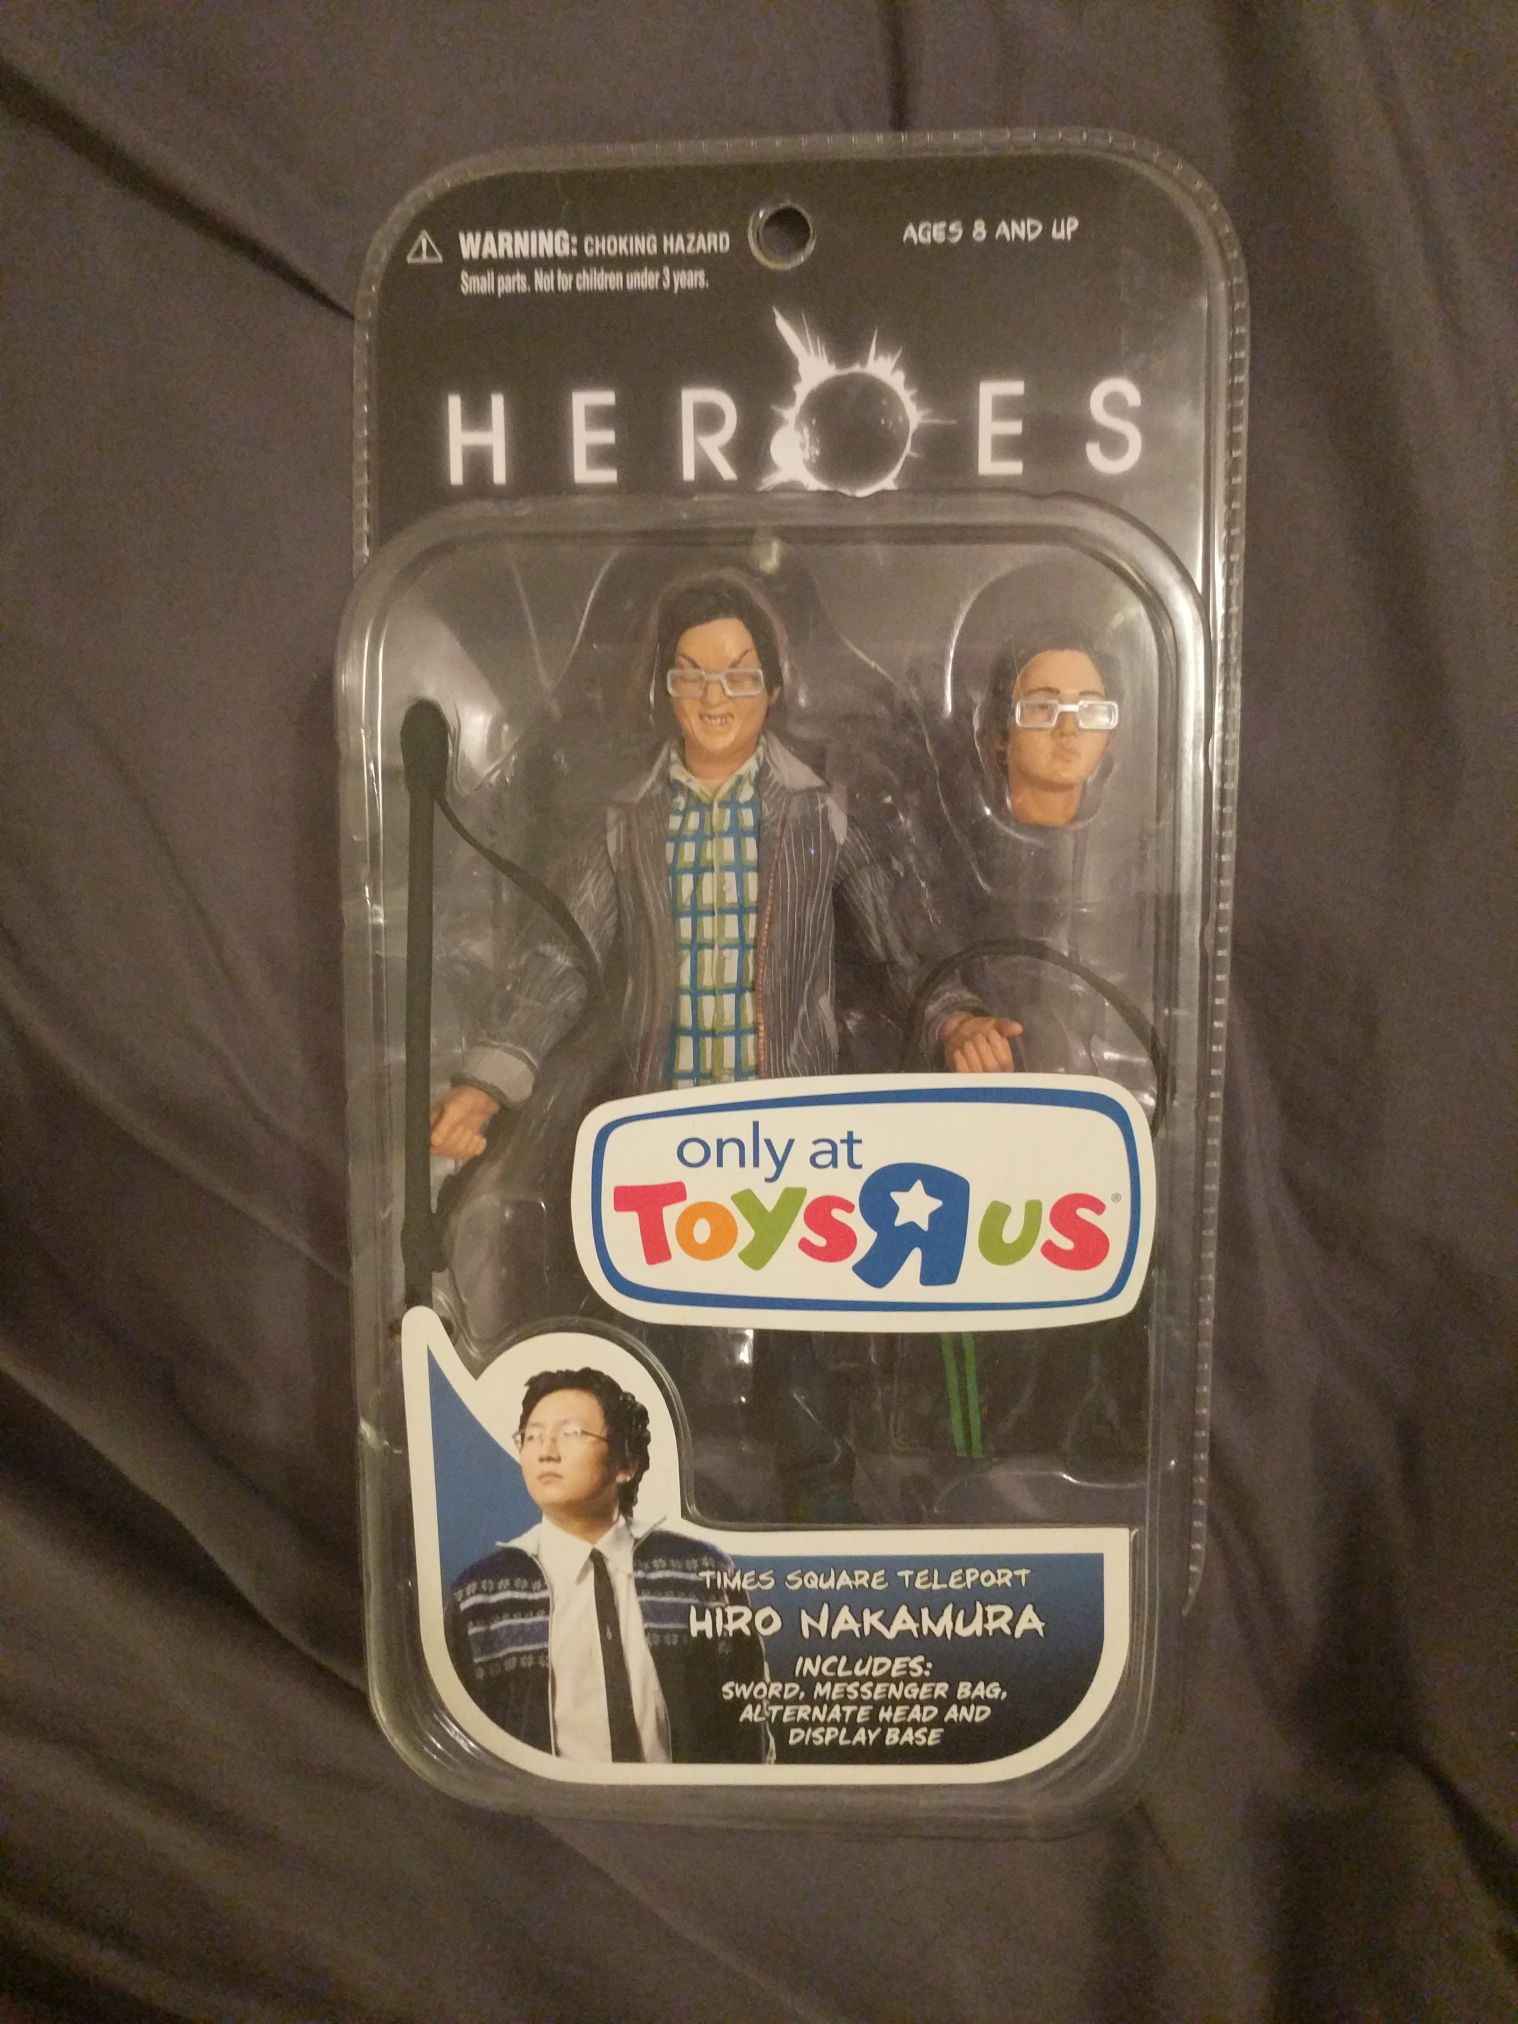 WARNING: CHOKING HAZARD
Small parts. Not for children under 3 years.
AGES 8 AND UP
HEROES
only at
TOYSRUS®
TIMES SQUARE TELEPORT
HIRO NAKAMURA
INCLUDES:
SWORD, MESSENGER BAG,
ALTERNATE HEAD AND
DISPLAY BASE